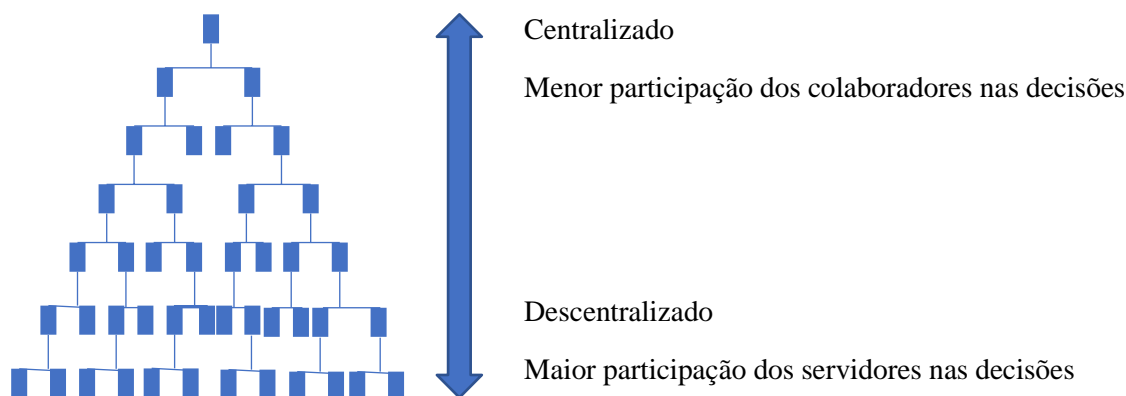 Centralizado
Menor participação dos colaboradores nas decisões
Descentralizado
Maior participação dos servidores nas decisões